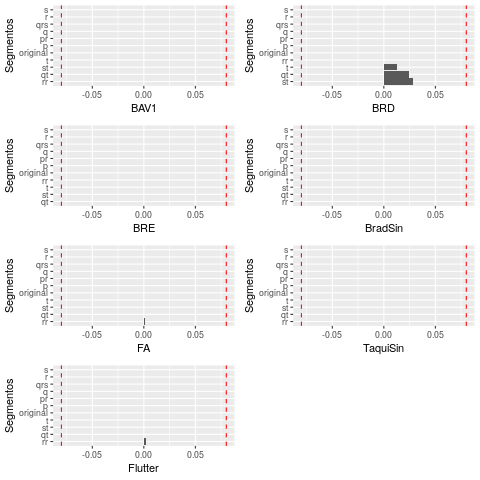 Segmentos
s
r
qrs
q
pr
p
original
t
st
qt
rr
-0.05 0.00 0.05
BAV1
Segmentos
s
r
qrs
q
pr
p
original
rr
t
qt
st
-0.05 0.00 0.05
BRD
Segmentos
s
r
qrs
q
pr
p
original
rr
t
st
qt
-0.05 0.00 0.05
BRE
Segmentos
s
r
qrs
q
pr
p
original
rr
t
st
qt
-0.05 0.00 0.05
BradSin
Segmentos
s
r
qrs
q
pr
p
original
t
st
qt
rr
-0.05 0.00 0.05
FA
Segmentos
s
r
qrs
q
pr
p
original
t
st
qt
rr
-0.05 0.00 0.05
TaquiSin
Segmentos
s
r
qrs
q
pr
p
original
t
st
qt
rr
-0.05 0.00 0.05
Flutter